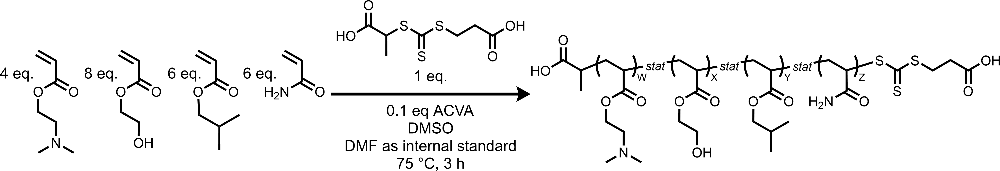 4 eq.
O
O
N
8 eq.
O
O
OH
6 eq.
O
O
6 eq.
H₂N
O
O
HO
S
S
S
OH
O
1 eq.
0.1 eq ACVA
DMSO
DMF as internal standard
75 °C, 3 h
O
HO
W
stat
X
stat
Y
stat
Z
S
S
S
OH
O
O
O
N
O
O
OH
O
O
H₂N
O